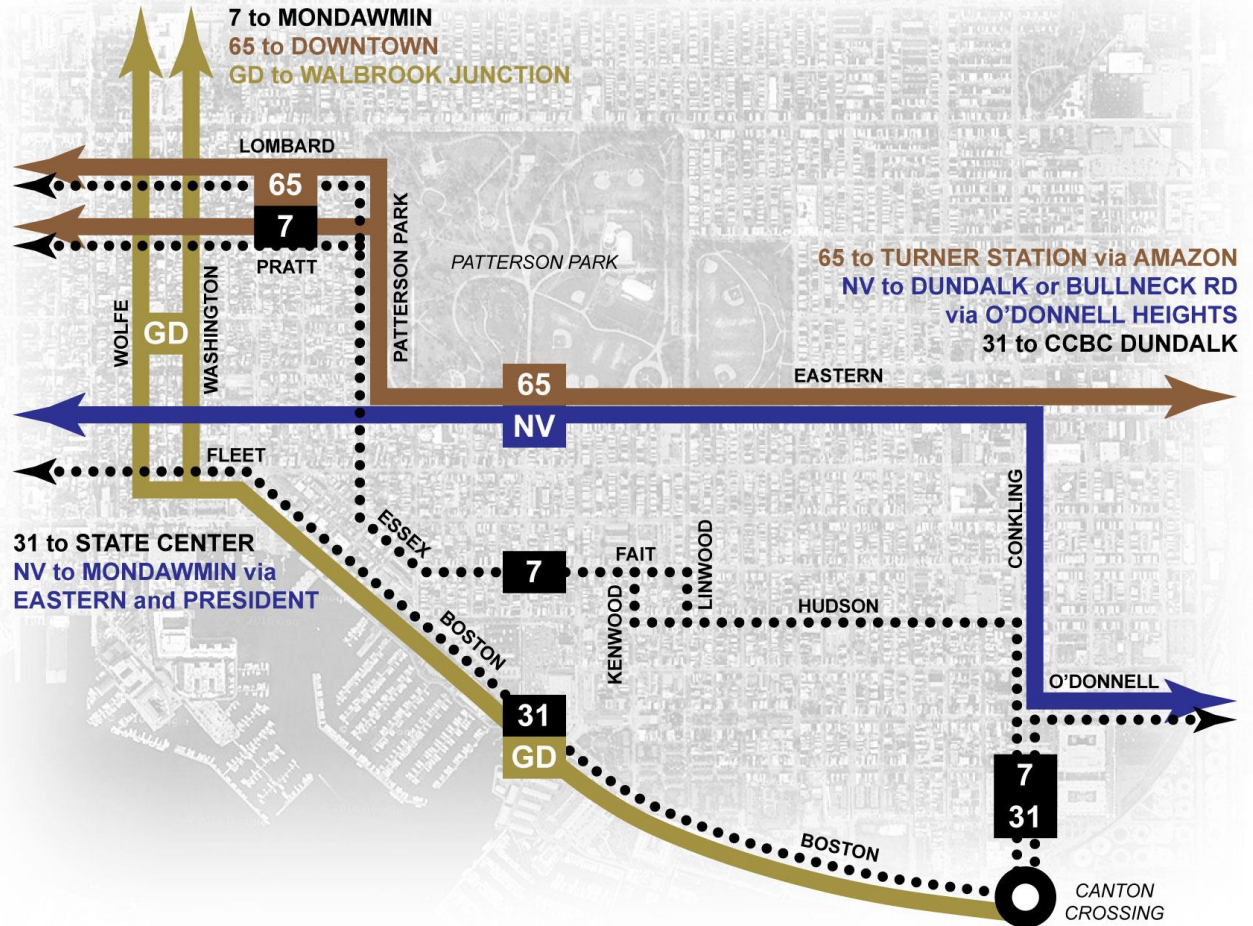 7 to MONDAWMIN
65 to DOWNTOWN
GD to WALBROOK JUNCTION
LOMBARD
65
7
PRATT
PATTERSON PARK
PATTERSON PARK
65 to TURNER STATION via AMAZON
NV to DUNDALK or BULLNECK RD
via O'DONNELL HEIGHTS
31 to CCBC DUNDALK
WOLFE
GD
WASHINGTON
65
EASTERN
NV
FLEET
31 to STATE CENTER
NV to MONDAWMIN via
EASTERN and PRESIDENT
ESSEX
7
FAIT
LINWOOD
CONKLING
KENWOOD
HUDSON
BOSTON
O'DONNELL
31
GD
7
31
BOSTON
CANTON
CROSSING